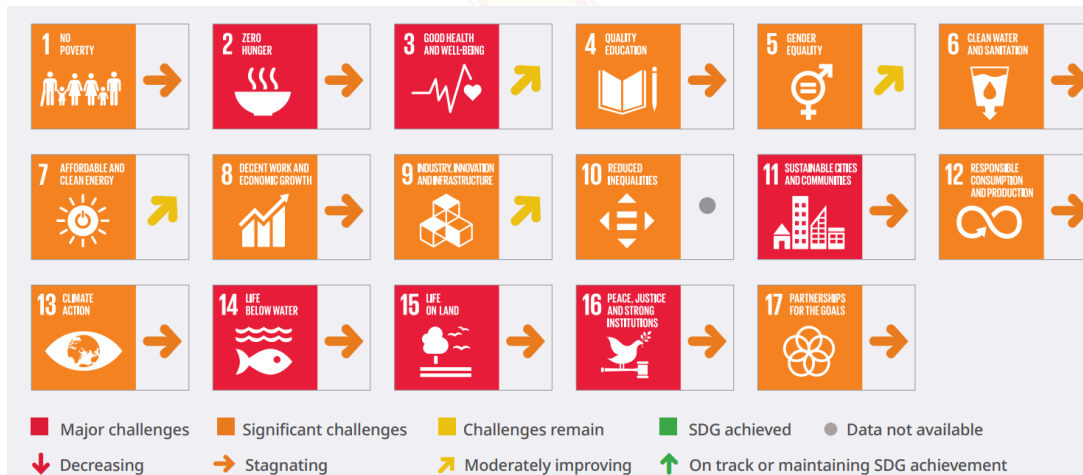 1 NO
POVERTY
2 ZERO
HUNGER
3 GOOD HEALTH
AND WELL-BEING
4 QUALITY
EDUCATION
5 GENDER
EQUALITY
6 CLEAN WATER
AND SANITATION
7 AFFORDABLE AND
CLEAN ENERGY
8 DECENT WORK AND
ECONOMIC GROWTH
9 INDUSTRY, INNOVATION
AND INFRASTRUCTURE
10 REDUCED
INEQUALITIES
11 SUSTAINABLE CITIES
AND COMMUNITIES
12 RESPONSIBLE
CONSUMPTION
AND PRODUCTION
13 CLIMATE
ACTION
14 LIFE
BELOW WATER
15 LIFE
ON LAND
16 PEACE, JUSTICE
AND STRONG
INSTITUTIONS
17 PARTNERSHIPS
FOR THE GOALS
Major challenges
Significant challenges
Challenges remain
SDG achieved
Data not available
Decreasing
Stagnating
Moderately improving
On track or maintaining SDG achievement